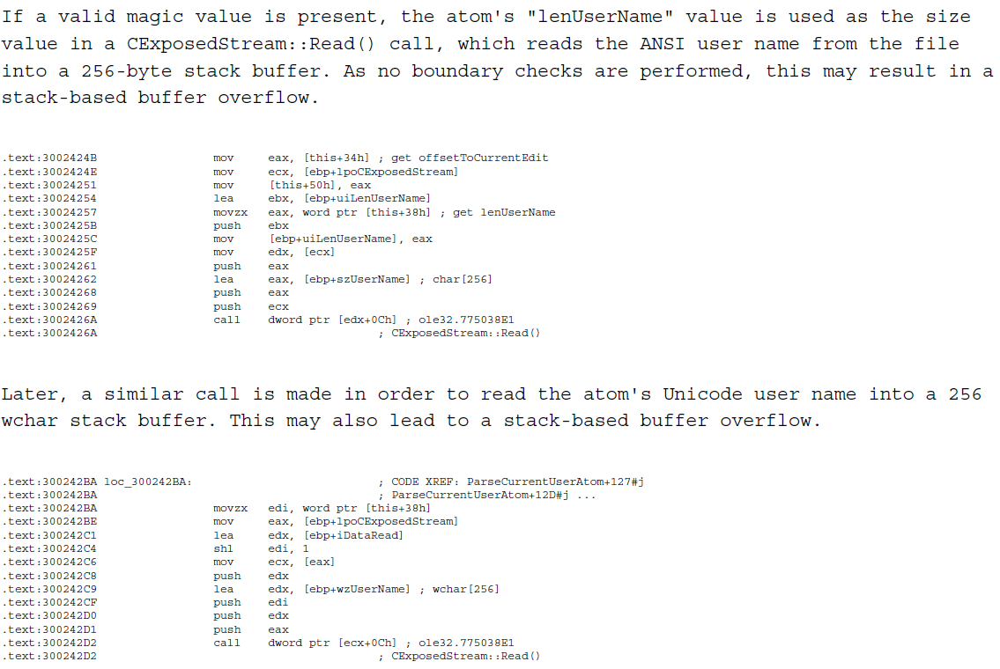 If a valid magic value is present, the atom's "lenUserName" value is used as the size
value in a CExposedStream::Read() call, which reads the ANSI user name from the file
into a 256-byte stack buffer. As no boundary checks are performed, this may result in a
stack-based buffer overflow.
.text:3002424B mov eax, [this+34h] ; get offsetToCurrentEdit
.text:3002424E mov ecx, [ebp+lpoCExposedStream]
.text:30024251 mov [this+50h], eax
.text:30024254 lea ebx, [ebp+uiLenUserName]
.text:30024257 movzx eax, word ptr [this+38h] ; get lenUserName
.text:3002425B push ebx
.text:3002425C mov [ebp+uiLenUserName], eax
.text:3002425F mov edx, [ecx]
.text:30024261 push eax
.text:30024262 lea eax, [ebp+szUserName] ; char[256]
.text:30024268 push eax
.text:30024269 push ecx
.text:3002426A call dword ptr [edx+0Ch] ; ole32.775038E1
.text:3002426A ; CExposedStream::Read()
Later, a similar call is made in order to read the atom's Unicode user name into a 256
wchar stack buffer. This may also lead to a stack-based buffer overflow.
.text:300242BA loc_300242BA: ; CODE XREF: ParseCurrentUserAtom+127#j
.text:300242BA ; ParseCurrentUserAtom+12D#j ...
.text:300242BA movzx edi, word ptr [this+38h]
.text:300242BE mov eax, [ebp+lpoCExposedStream]
.text:300242C1 lea edx, [ebp+iDataRead]
.text:300242C4 shl edi, 1
.text:300242C6 mov ecx, [eax]
.text:300242C8 push edx
.text:300242C9 lea edx, [ebp+wzUserName] ; wchar[256]
.text:300242CF push edi
.text:300242D0 push edx
.text:300242D1 push eax
.text:300242D2 call dword ptr [ecx+0Ch] ; ole32.775038E1
.text:300242D2 ; CExposedStream::Read()